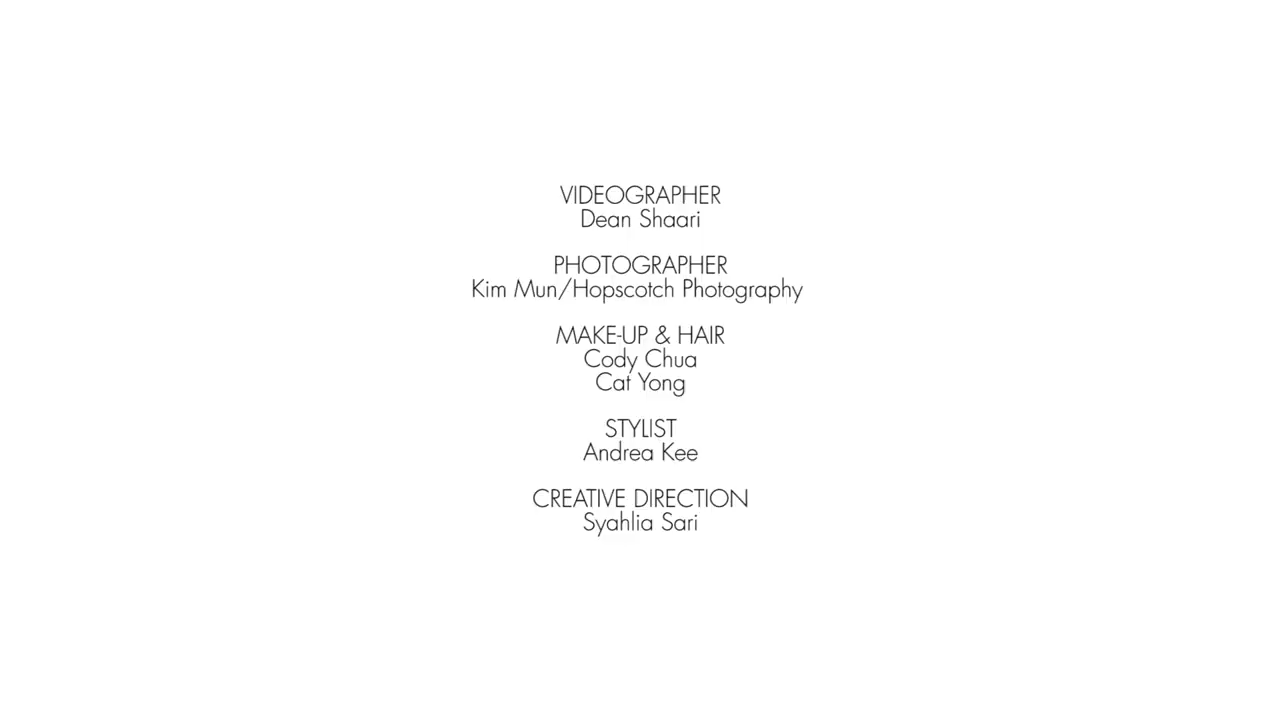 VIDEOGRAPHER
Dean Shaari
PHOTOGRAPHER
Kim Mun/Hopscotch Photography
MAKE-UP & HAIR
Cody Chua
Cat Yong
STYLIST
Andrea Kee
CREATIVE DIRECTION
Syahlia Sari